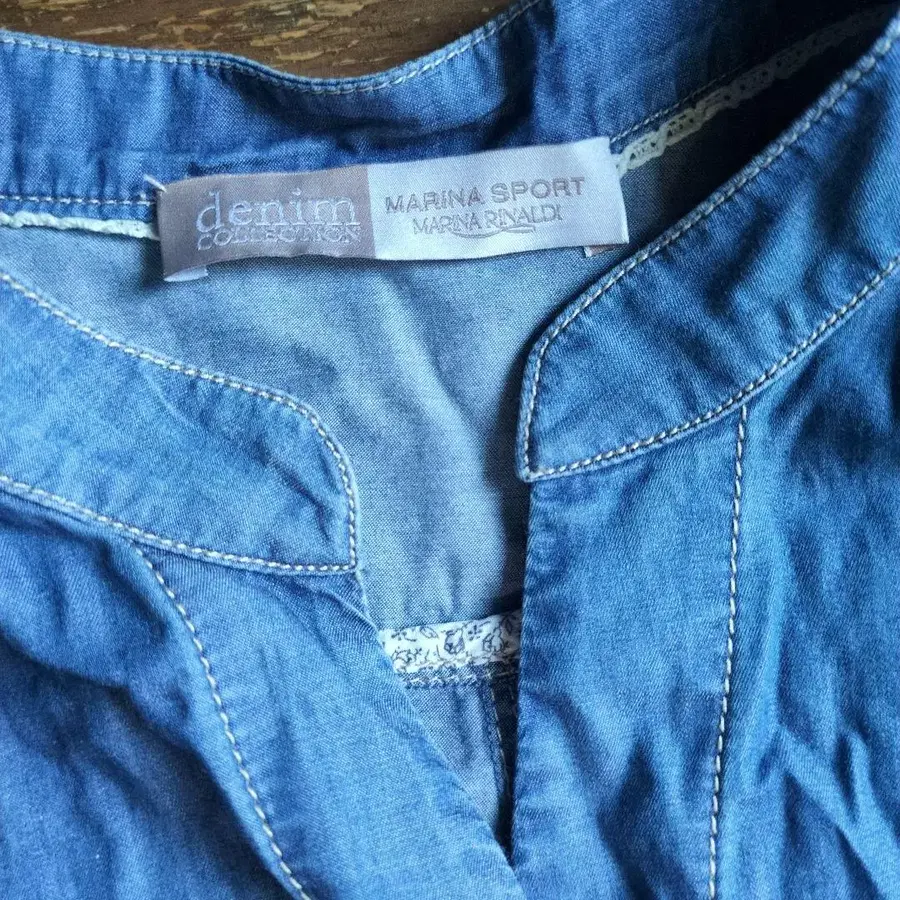 denim
COLLECTION
MARINA SPORT
MARINA RINALDI